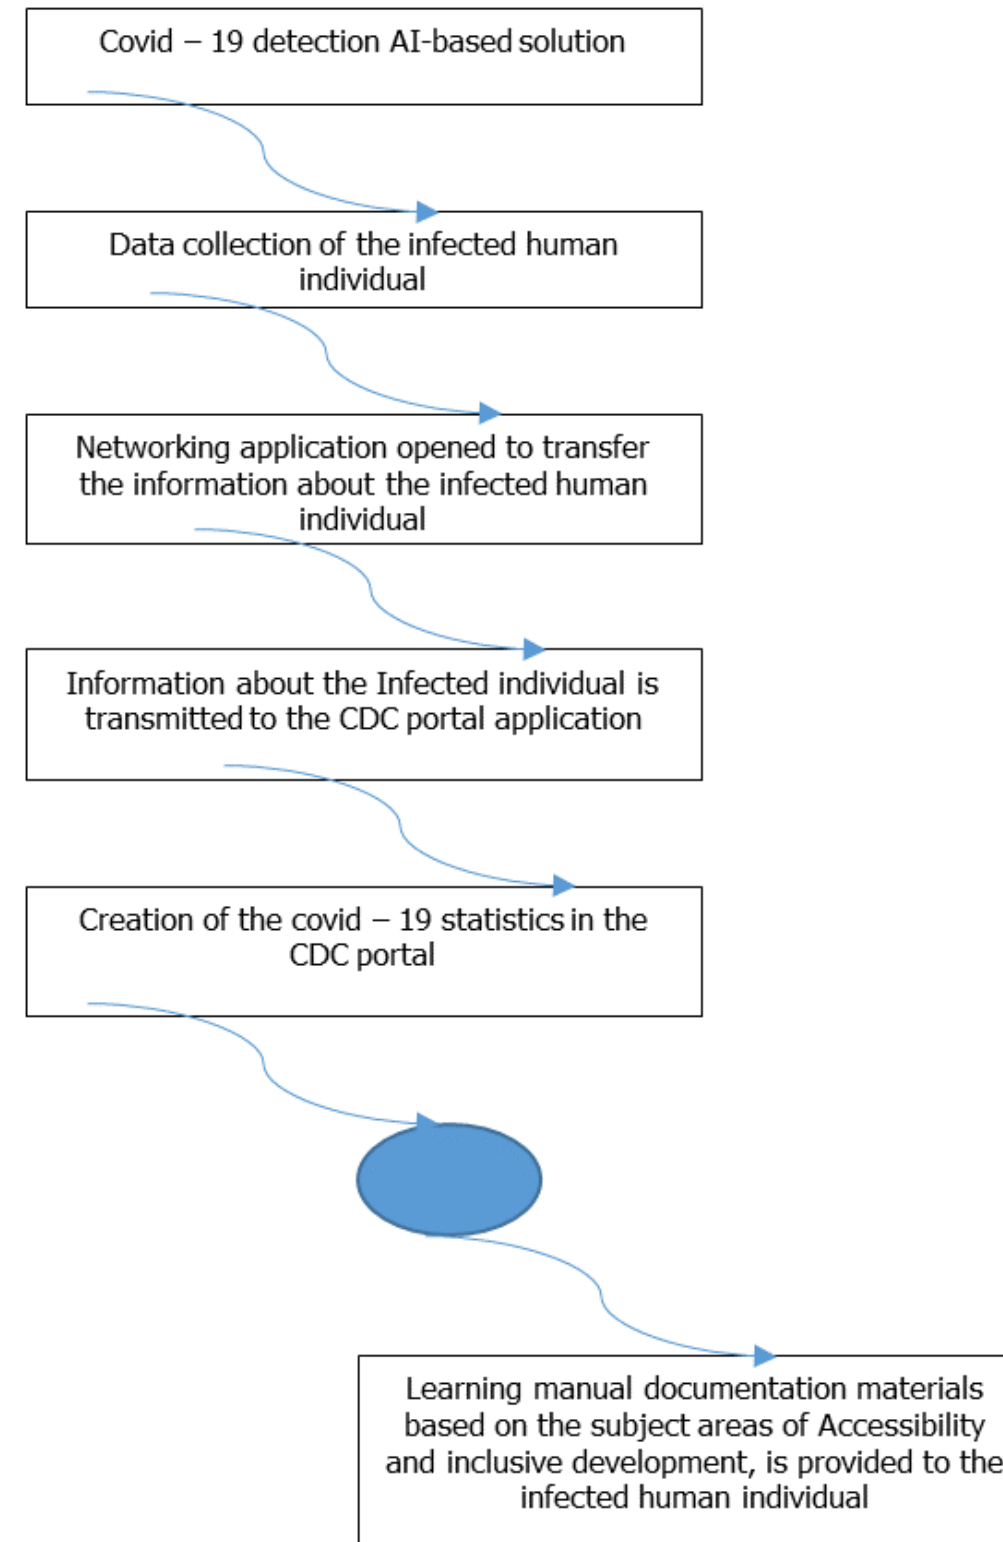 Covid – 19 detection AI-based solution
Data collection of the infected human
individual
Networking application opened to transfer
the information about the infected human
individual
Information about the Infected individual is
transmitted to the CDC portal application
Creation of the covid – 19 statistics in the
CDC portal
Learning manual documentation materials
based on the subject areas of Accessibility
and inclusive development, is provided to the
infected human individual